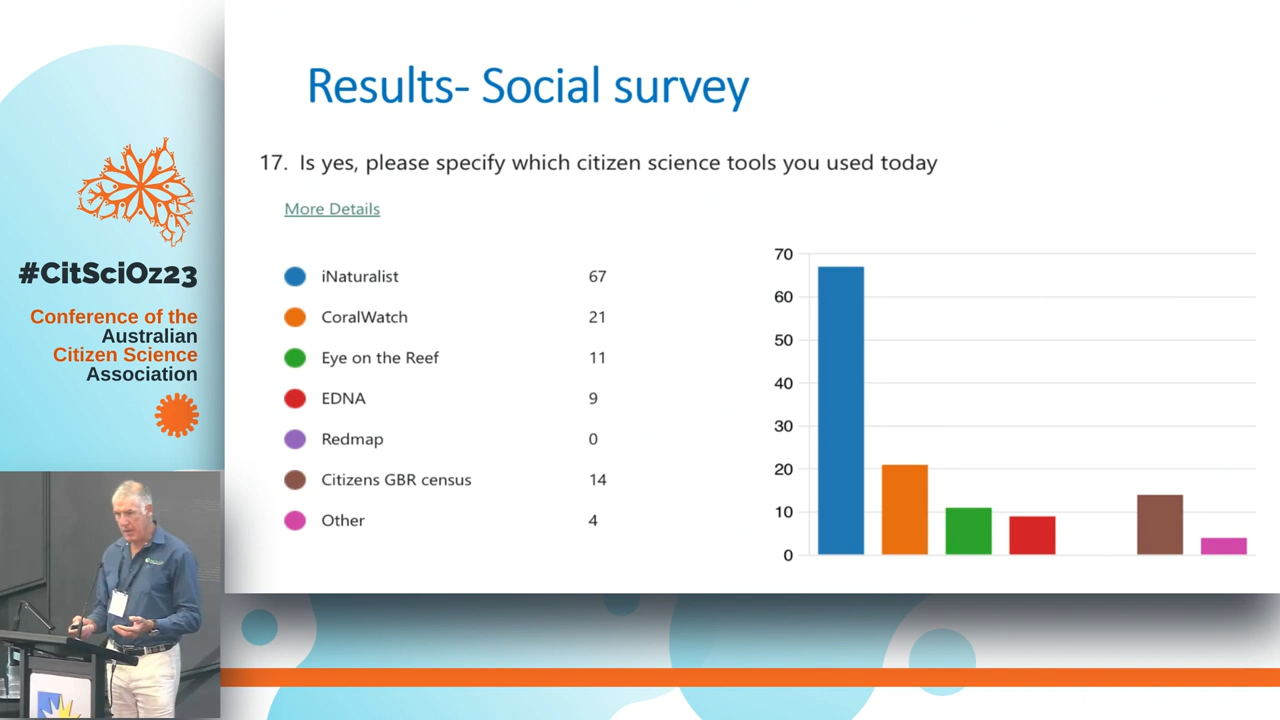 Results- Social survey
17. Is yes, please specify which citizen science tools you used today
More Details
iNaturalist 67
CoralWatch 21
Eye on the Reef 11
EDNA 9
Redmap 0
Citizens GBR census 14
Other 4
70
60
50
40
30
20
10
0
#CitSciOz23
Conference of the
Australian
Citizen Science
Association